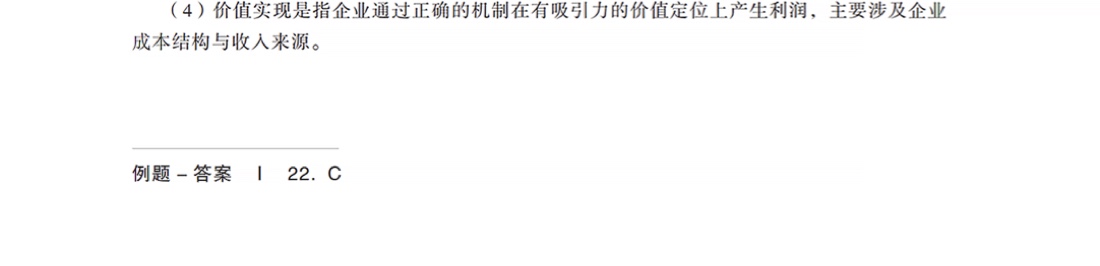 （4）价值实现是指企业通过正确的机制在有吸引力的价值定位上产生利润，主要涉及企业
成本结构与收入来源。
例题 – 答案 | 22. C